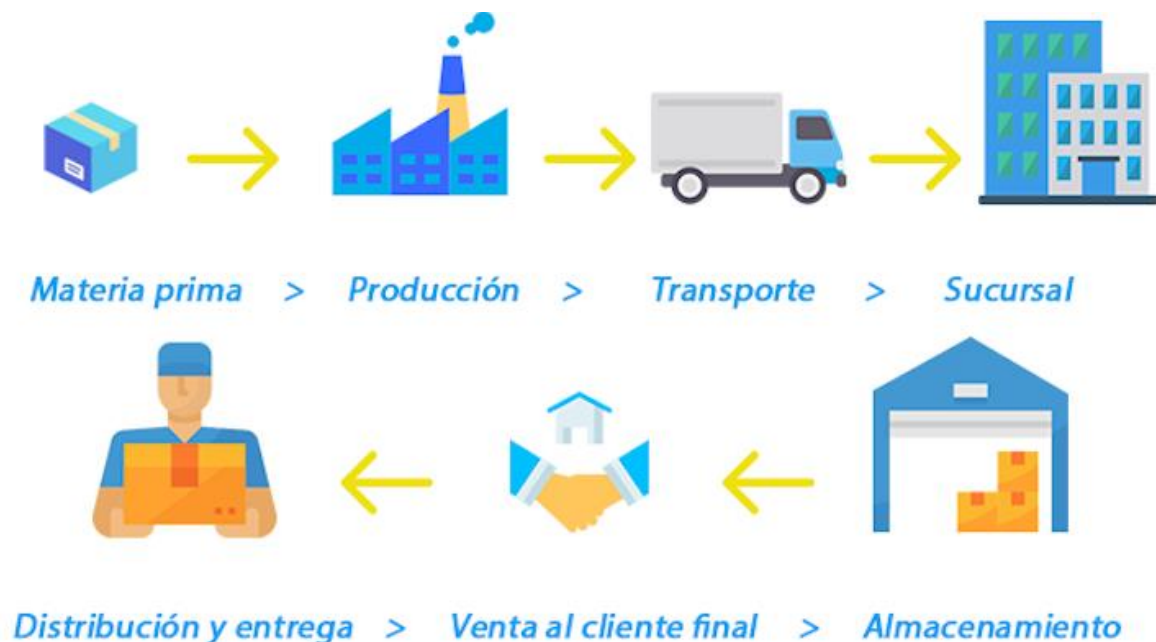 Materia prima > Producción > Transporte > Sucursal
Distribución y entrega > Venta al cliente final > Almacenamiento